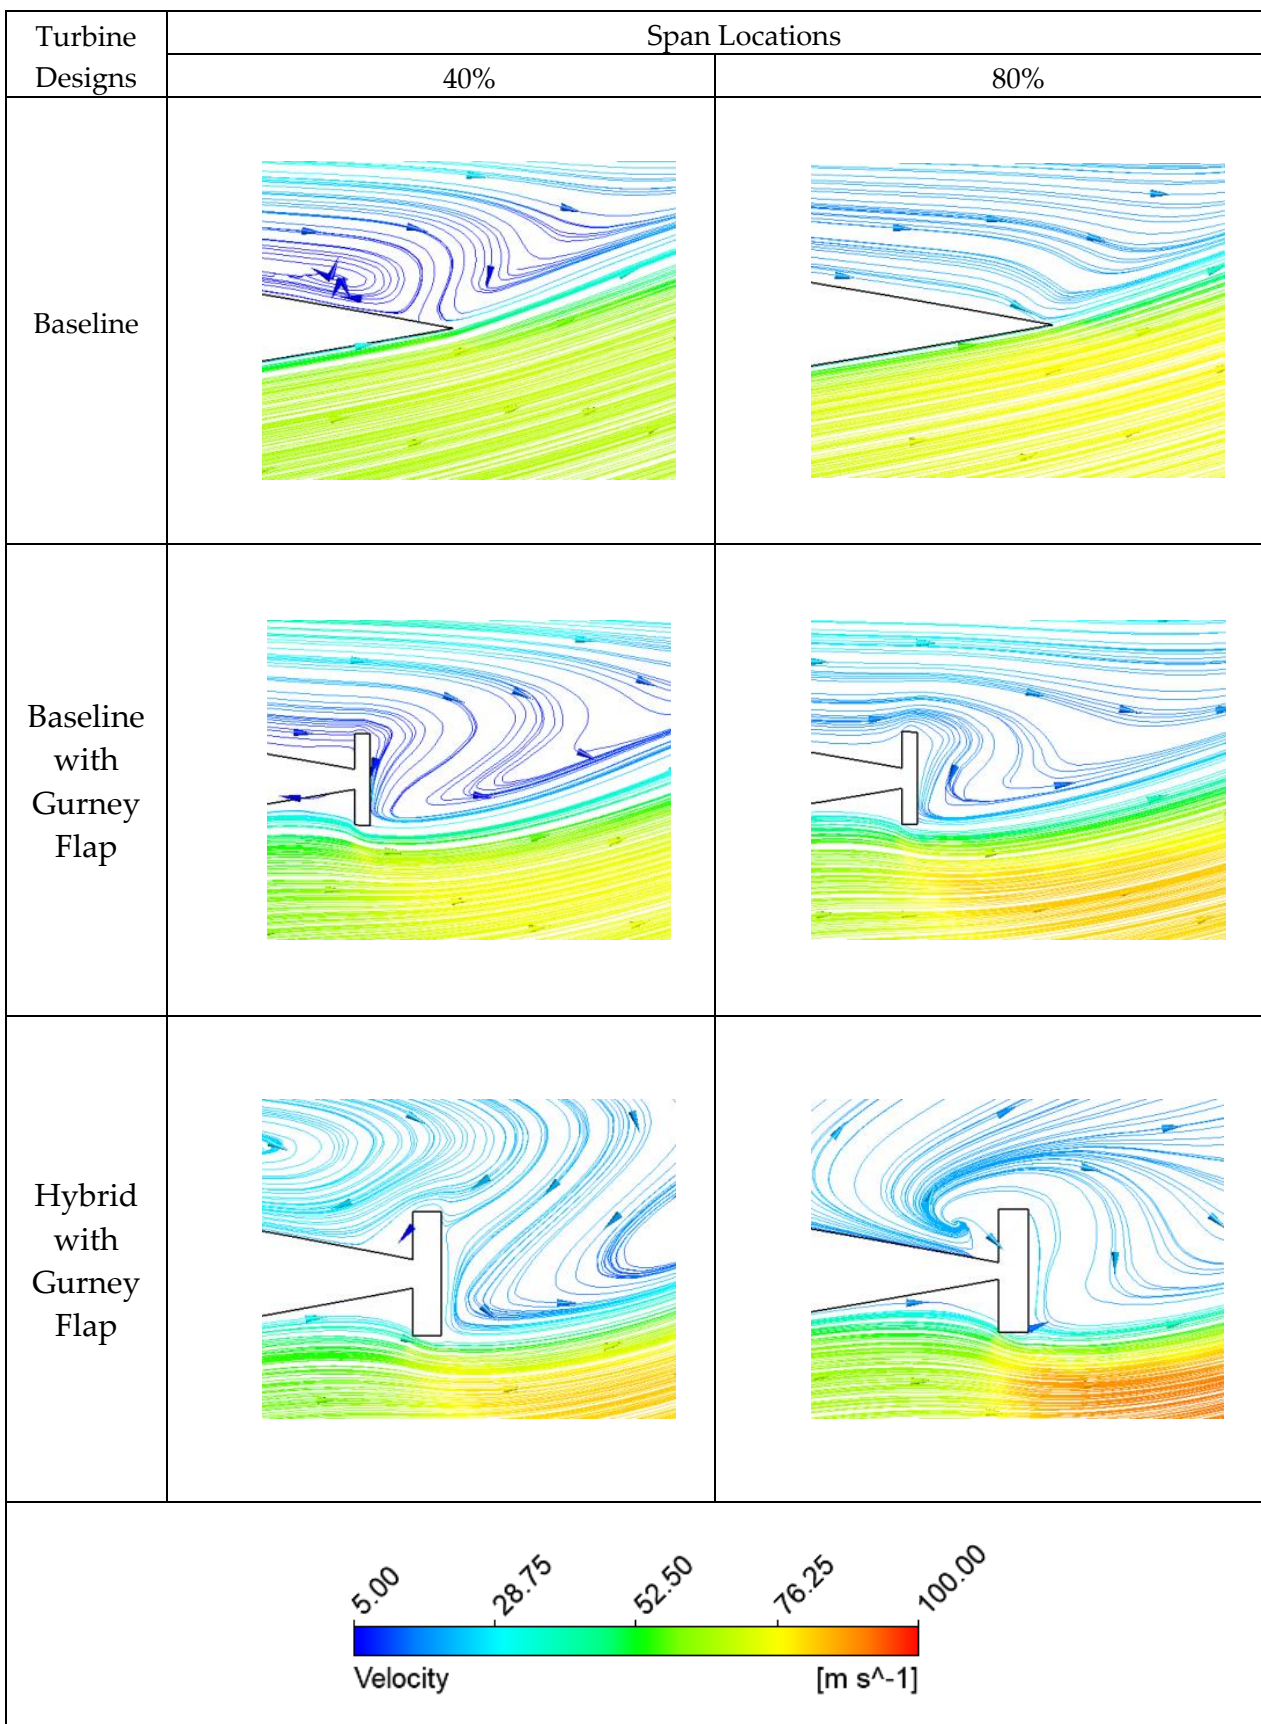 Turbine
Designs
Span Locations
40%
80%
Baseline
Baseline
with
Gurney
Flap
Hybrid
with
Gurney
Flap
5.00
28.75
52.50
76.25
100.00
Velocity
[m s^-1]